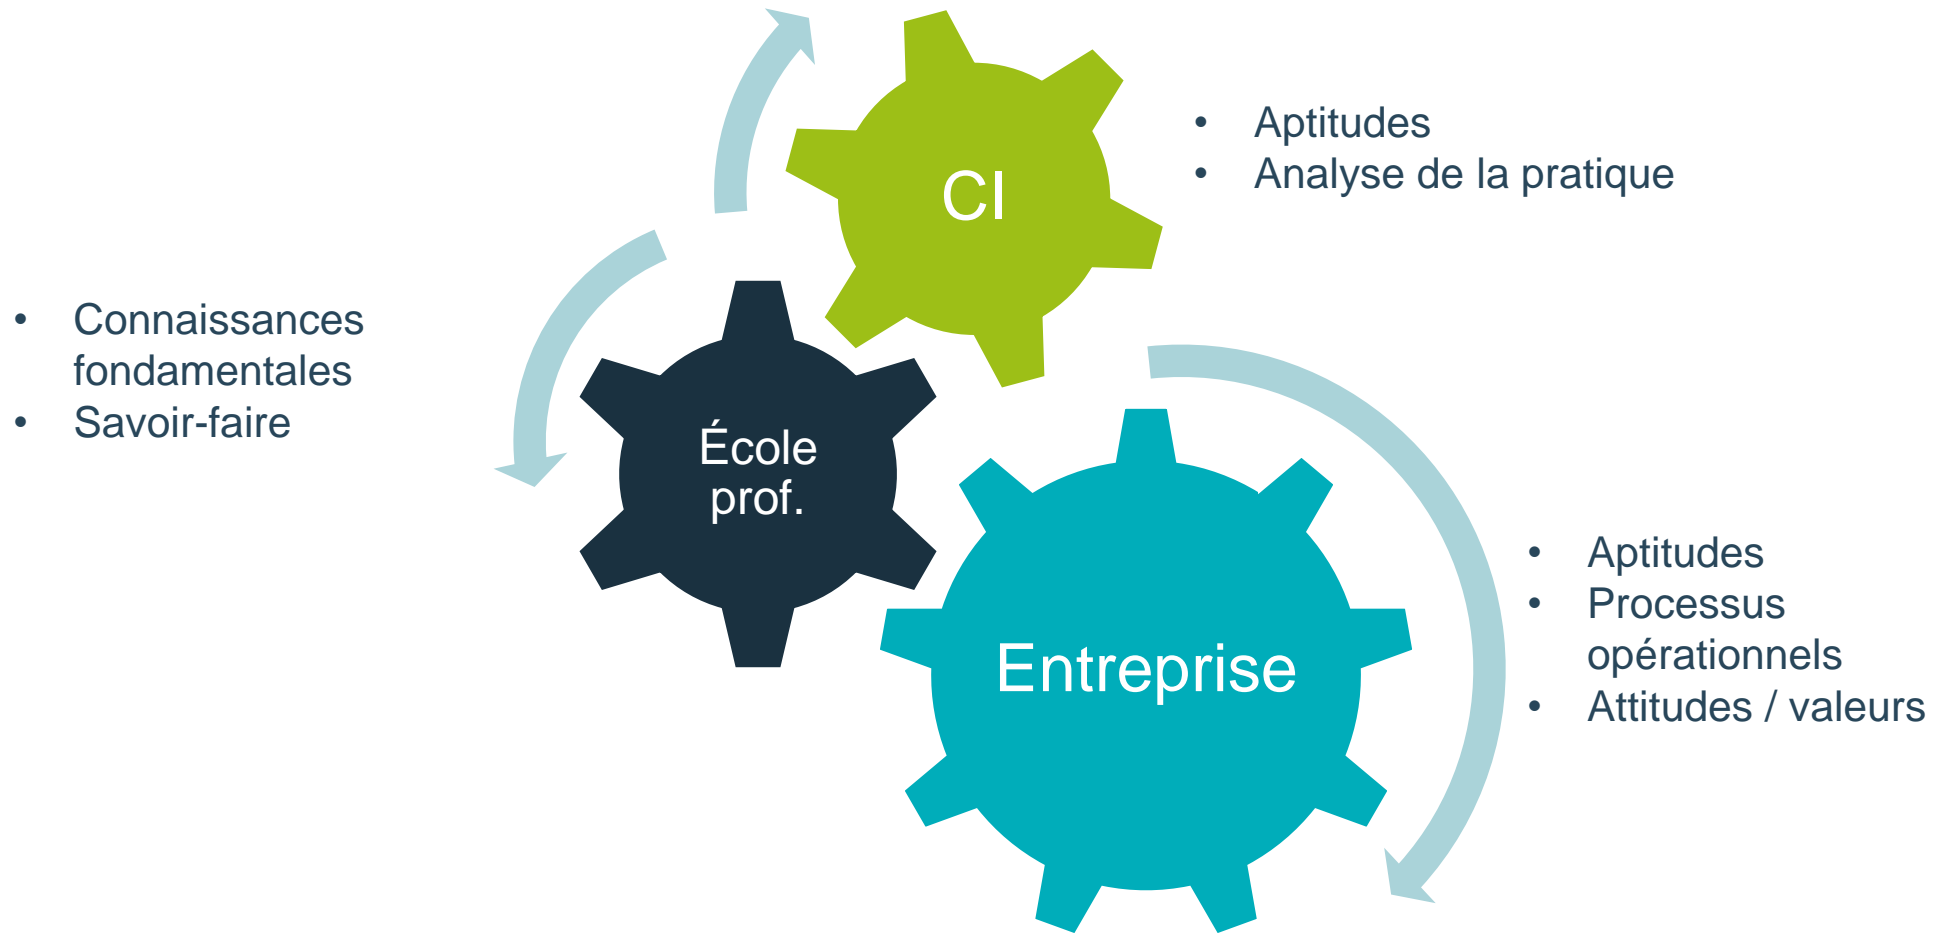 CI
• Aptitudes
• Analyse de la pratique
• Connaissances
fondamentales
• Savoir-faire
École
prof.
Entreprise
• Aptitudes
• Processus
opérationnels
• Attitudes / valeurs